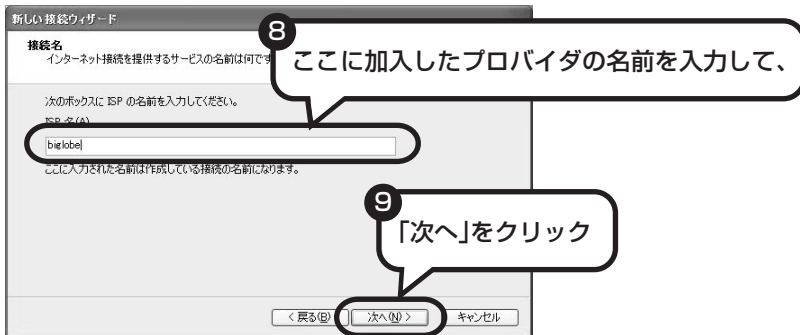 新しい接続ウィザード
接続名
インターネット接続を提供するサービスの名前は何です
8
ここに加入したプロバイダの名前を入力して、
次のボックスに ISP の名前を入力してください。
ISP 名(A)
biglobe
ここに入力された名前は作成している接続の名前になります。
9
「次へ」をクリック
< 戻る(B)
次へ(N) >
キャンセル